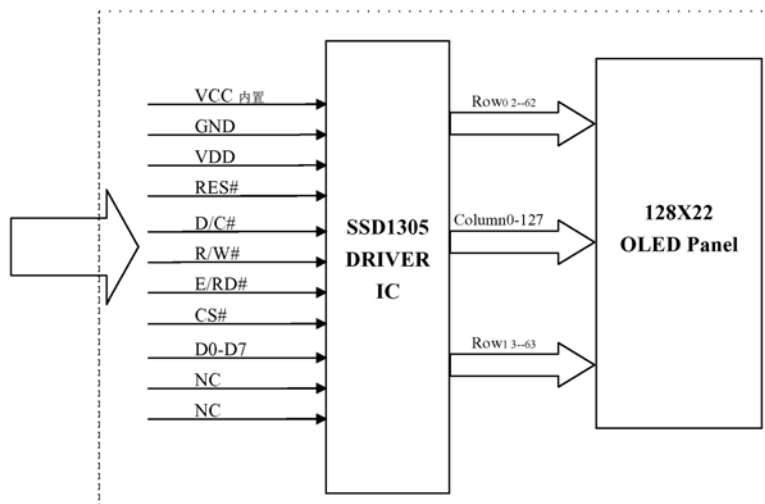 VCC 内置
GND
VDD
RES#
D/C#
R/W#
E/RD#
CS#
D0-D7
NC
NC
SSD1305
DRIVER
IC
Row0 2--62
Column0-127
Row1 3--63
128X22
OLED Panel